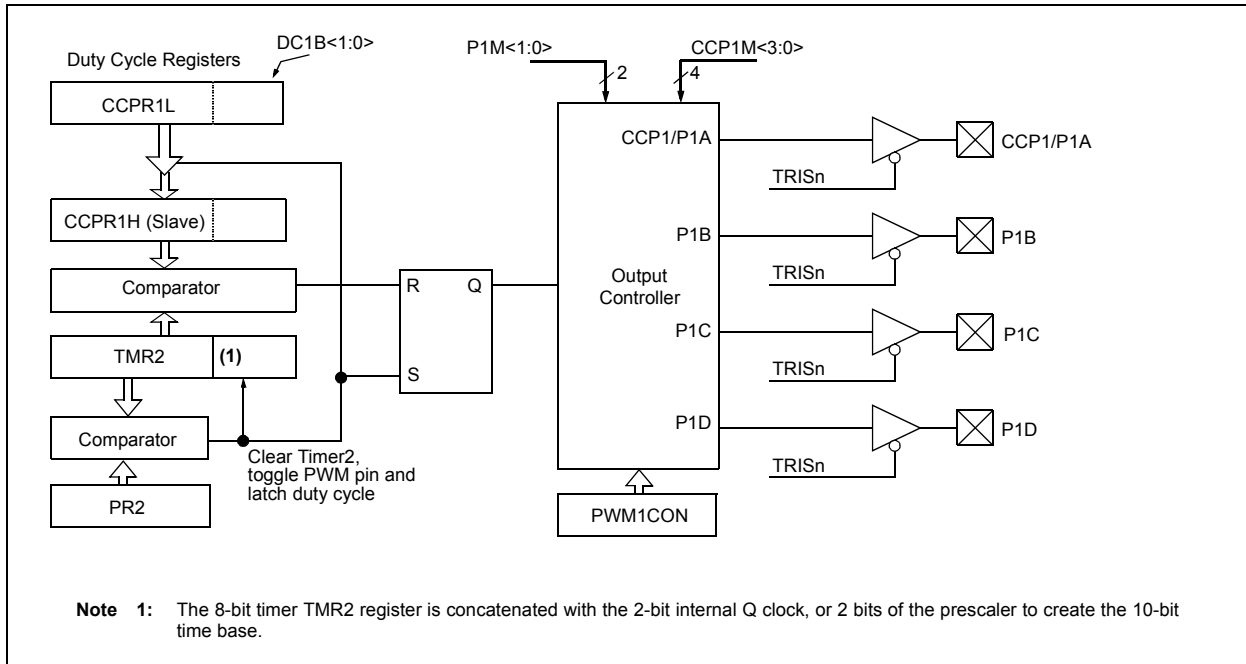 DC1B<1:0>
Duty Cycle Registers
CCPR1L
CCPR1H (Slave)
Comparator
TMR2
(1)
Comparator
PR2
Clear Timer2,
toggle PWM pin and
latch duty cycle
R
Q
S
P1M<1:0>
2
CCP1M<3:0>
4
Output
Controller
CCP1/P1A
P1B
P1C
P1D
PWM1CON
TRISn
CCP1/P1A
TRISn
P1B
TRISn
P1C
TRISn
P1D
Note 1: The 8-bit timer TMR2 register is concatenated with the 2-bit internal Q clock, or 2 bits of the prescaler to create the 10-bit
time base.